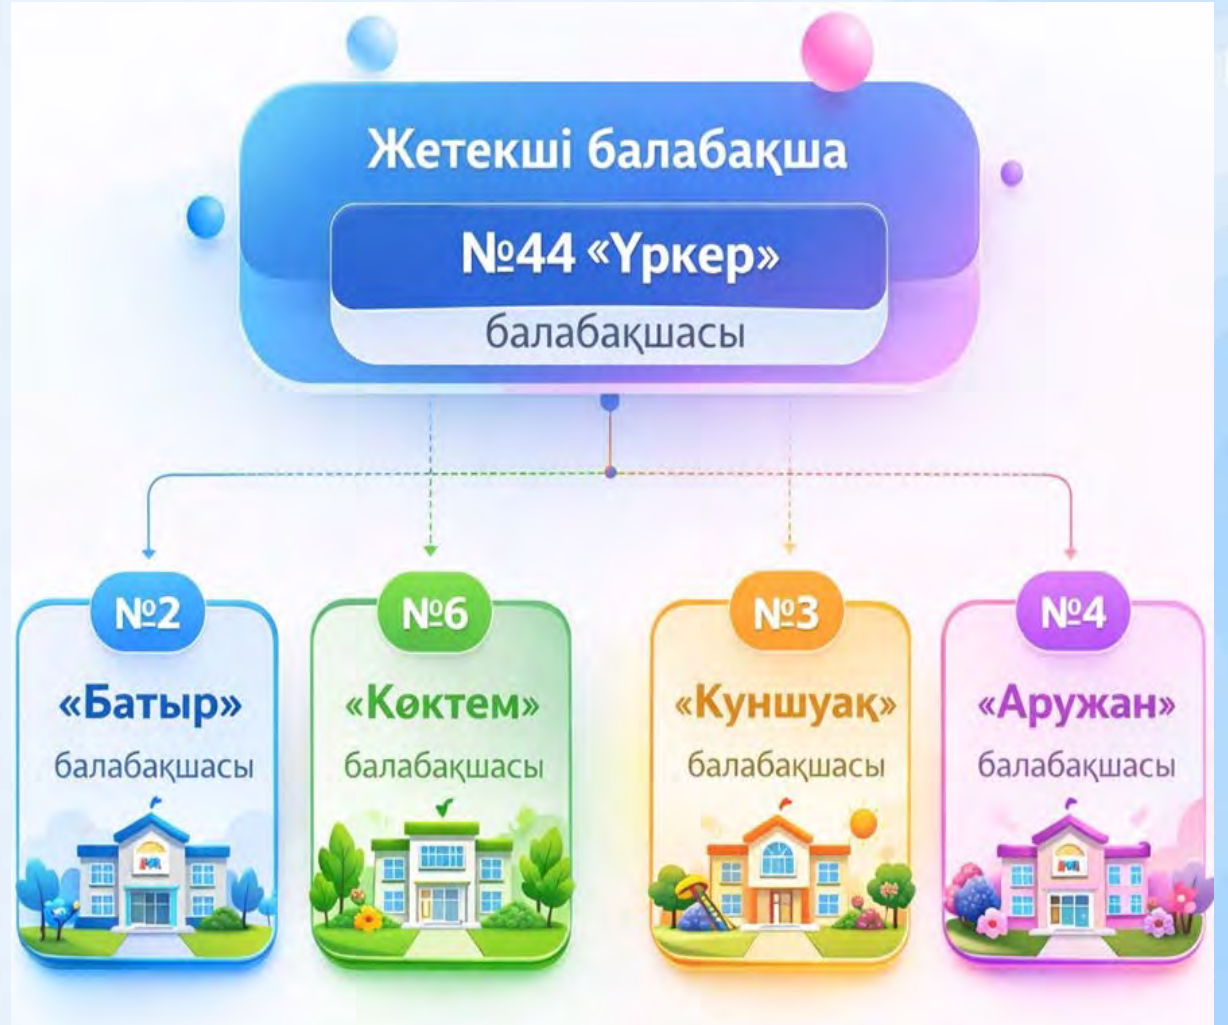 Жетекші балабақша
№44 «Үркер»
балабақшасы
№2
«Батыр»
балабақшасы
№6
«Көктем»
балабақшасы
№3
«Куншуақ»
балабақшасы
№4
«Аружан»
балабақшасы